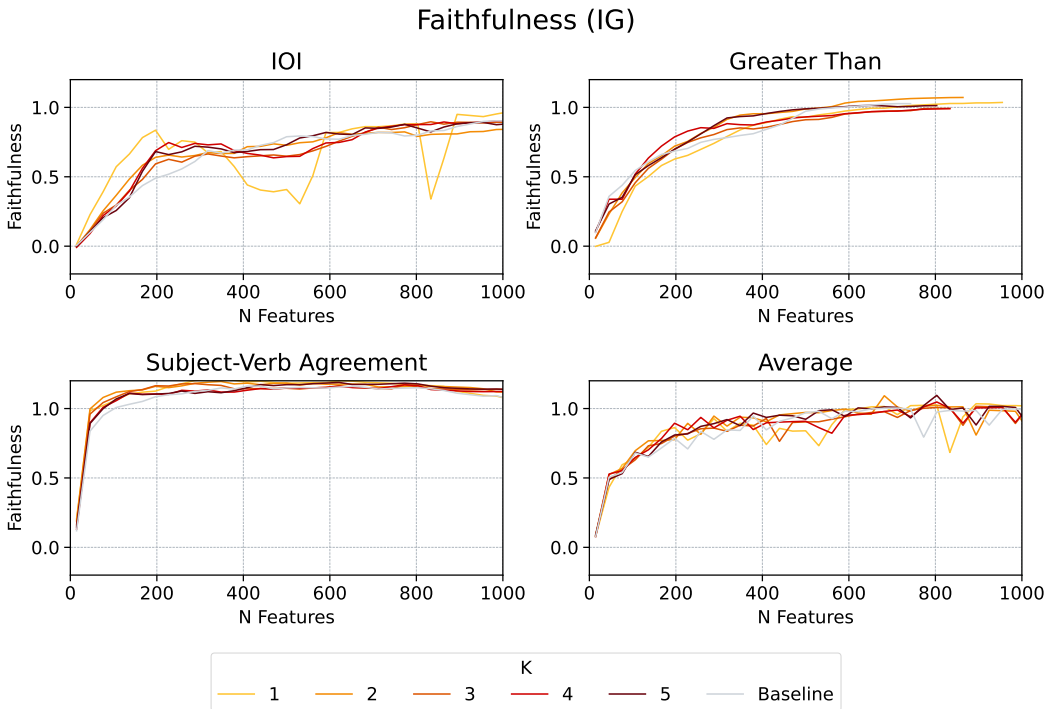 Faithfulness (IG)
IOI
Greater Than
Faithfulness
1.0
0.5
0.0
0 200 400 600 800 1000
N Features
Faithfulness
1.0
0.5
0.0
0 200 400 600 800 1000
N Features
Subject-Verb Agreement
Average
Faithfulness
1.0
0.5
0.0
0 200 400 600 800 1000
N Features
Faithfulness
1.0
0.5
0.0
0 200 400 600 800 1000
N Features
K
1 2 3 4 5 Baseline